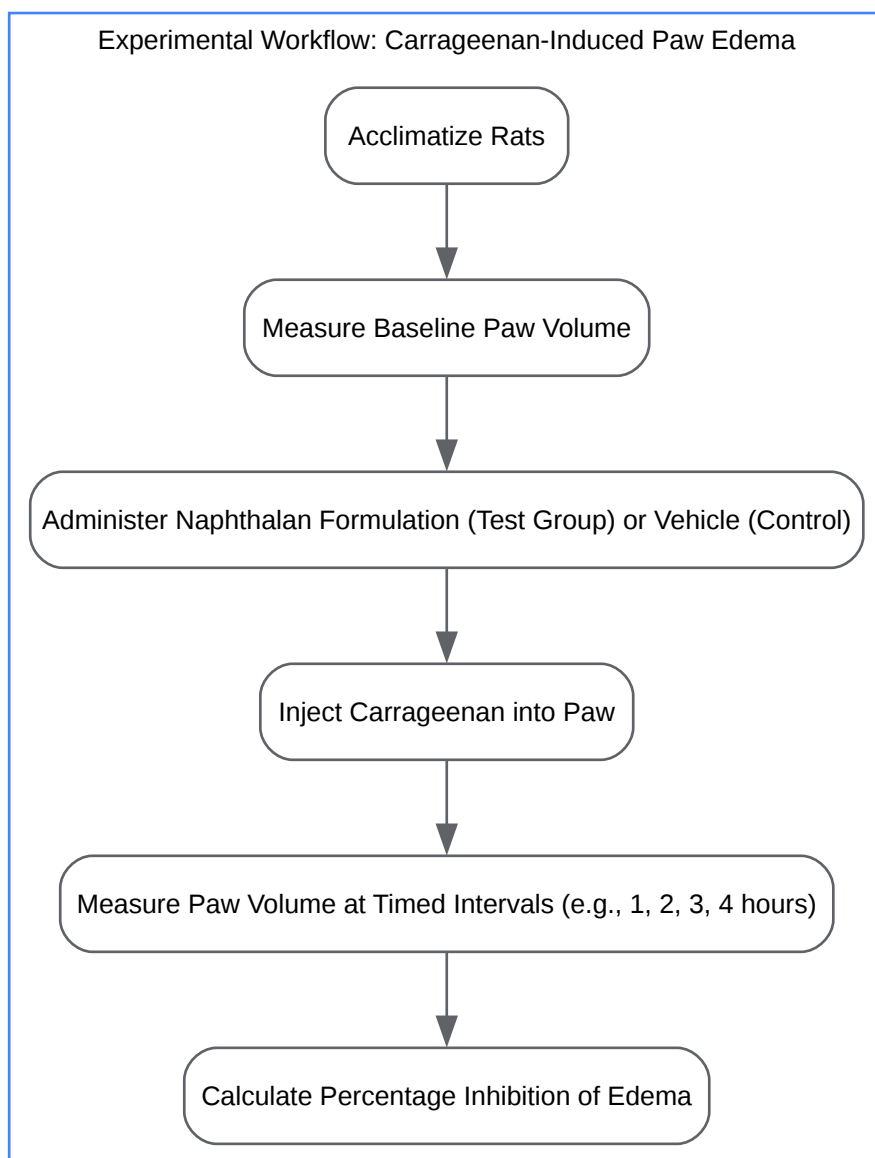 Experimental Workflow: Carrageenan-Induced Paw Edema
Acclimatize Rats
Measure Baseline Paw Volume
Administer Naphthalan Formulation (Test Group) or Vehicle (Control)
Inject Carrageenan into Paw
Measure Paw Volume at Timed Intervals (e.g., 1, 2, 3, 4 hours)
Calculate Percentage Inhibition of Edema